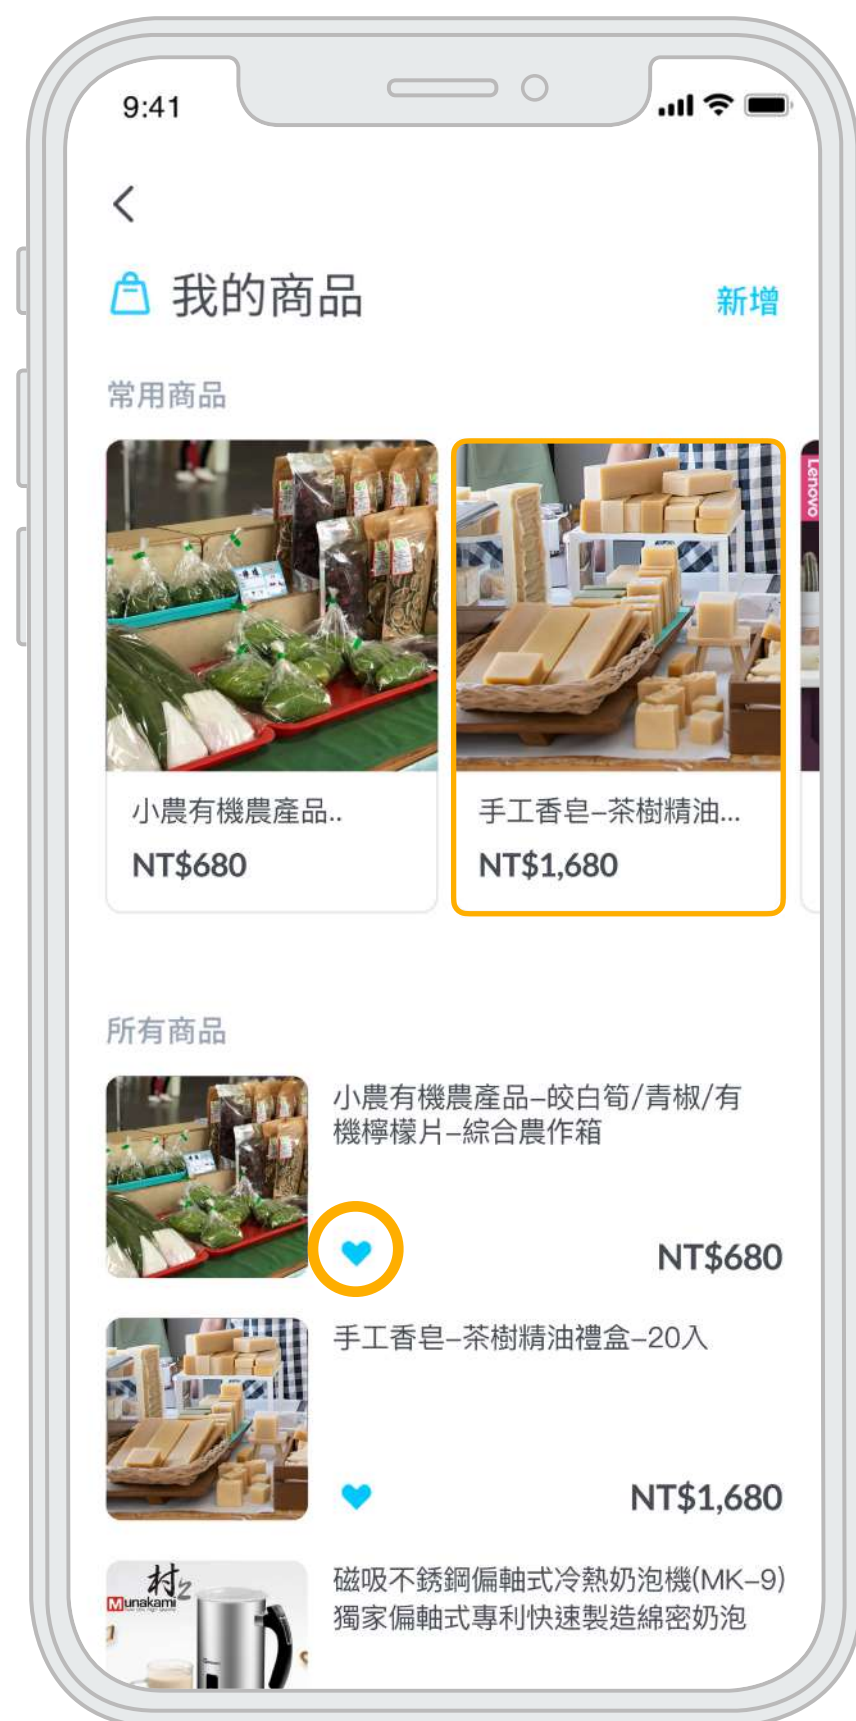 9:41
我的商品
新增
常用商品
Lenovo
小農有機農產品..
NT$680
手工香皂–茶樹精油...
NT$1,680
所有商品
小農有機農產品–皎白筍/青椒/有
機檸檬片–綜合農作箱
NT$680
手工香皂–茶樹精油禮盒–20入
NT$1,680
村Z
Munakami
磁吸不銹鋼偏軸式冷熱奶泡機(MK–9)
獨家偏軸式專利快速製造綿密奶泡